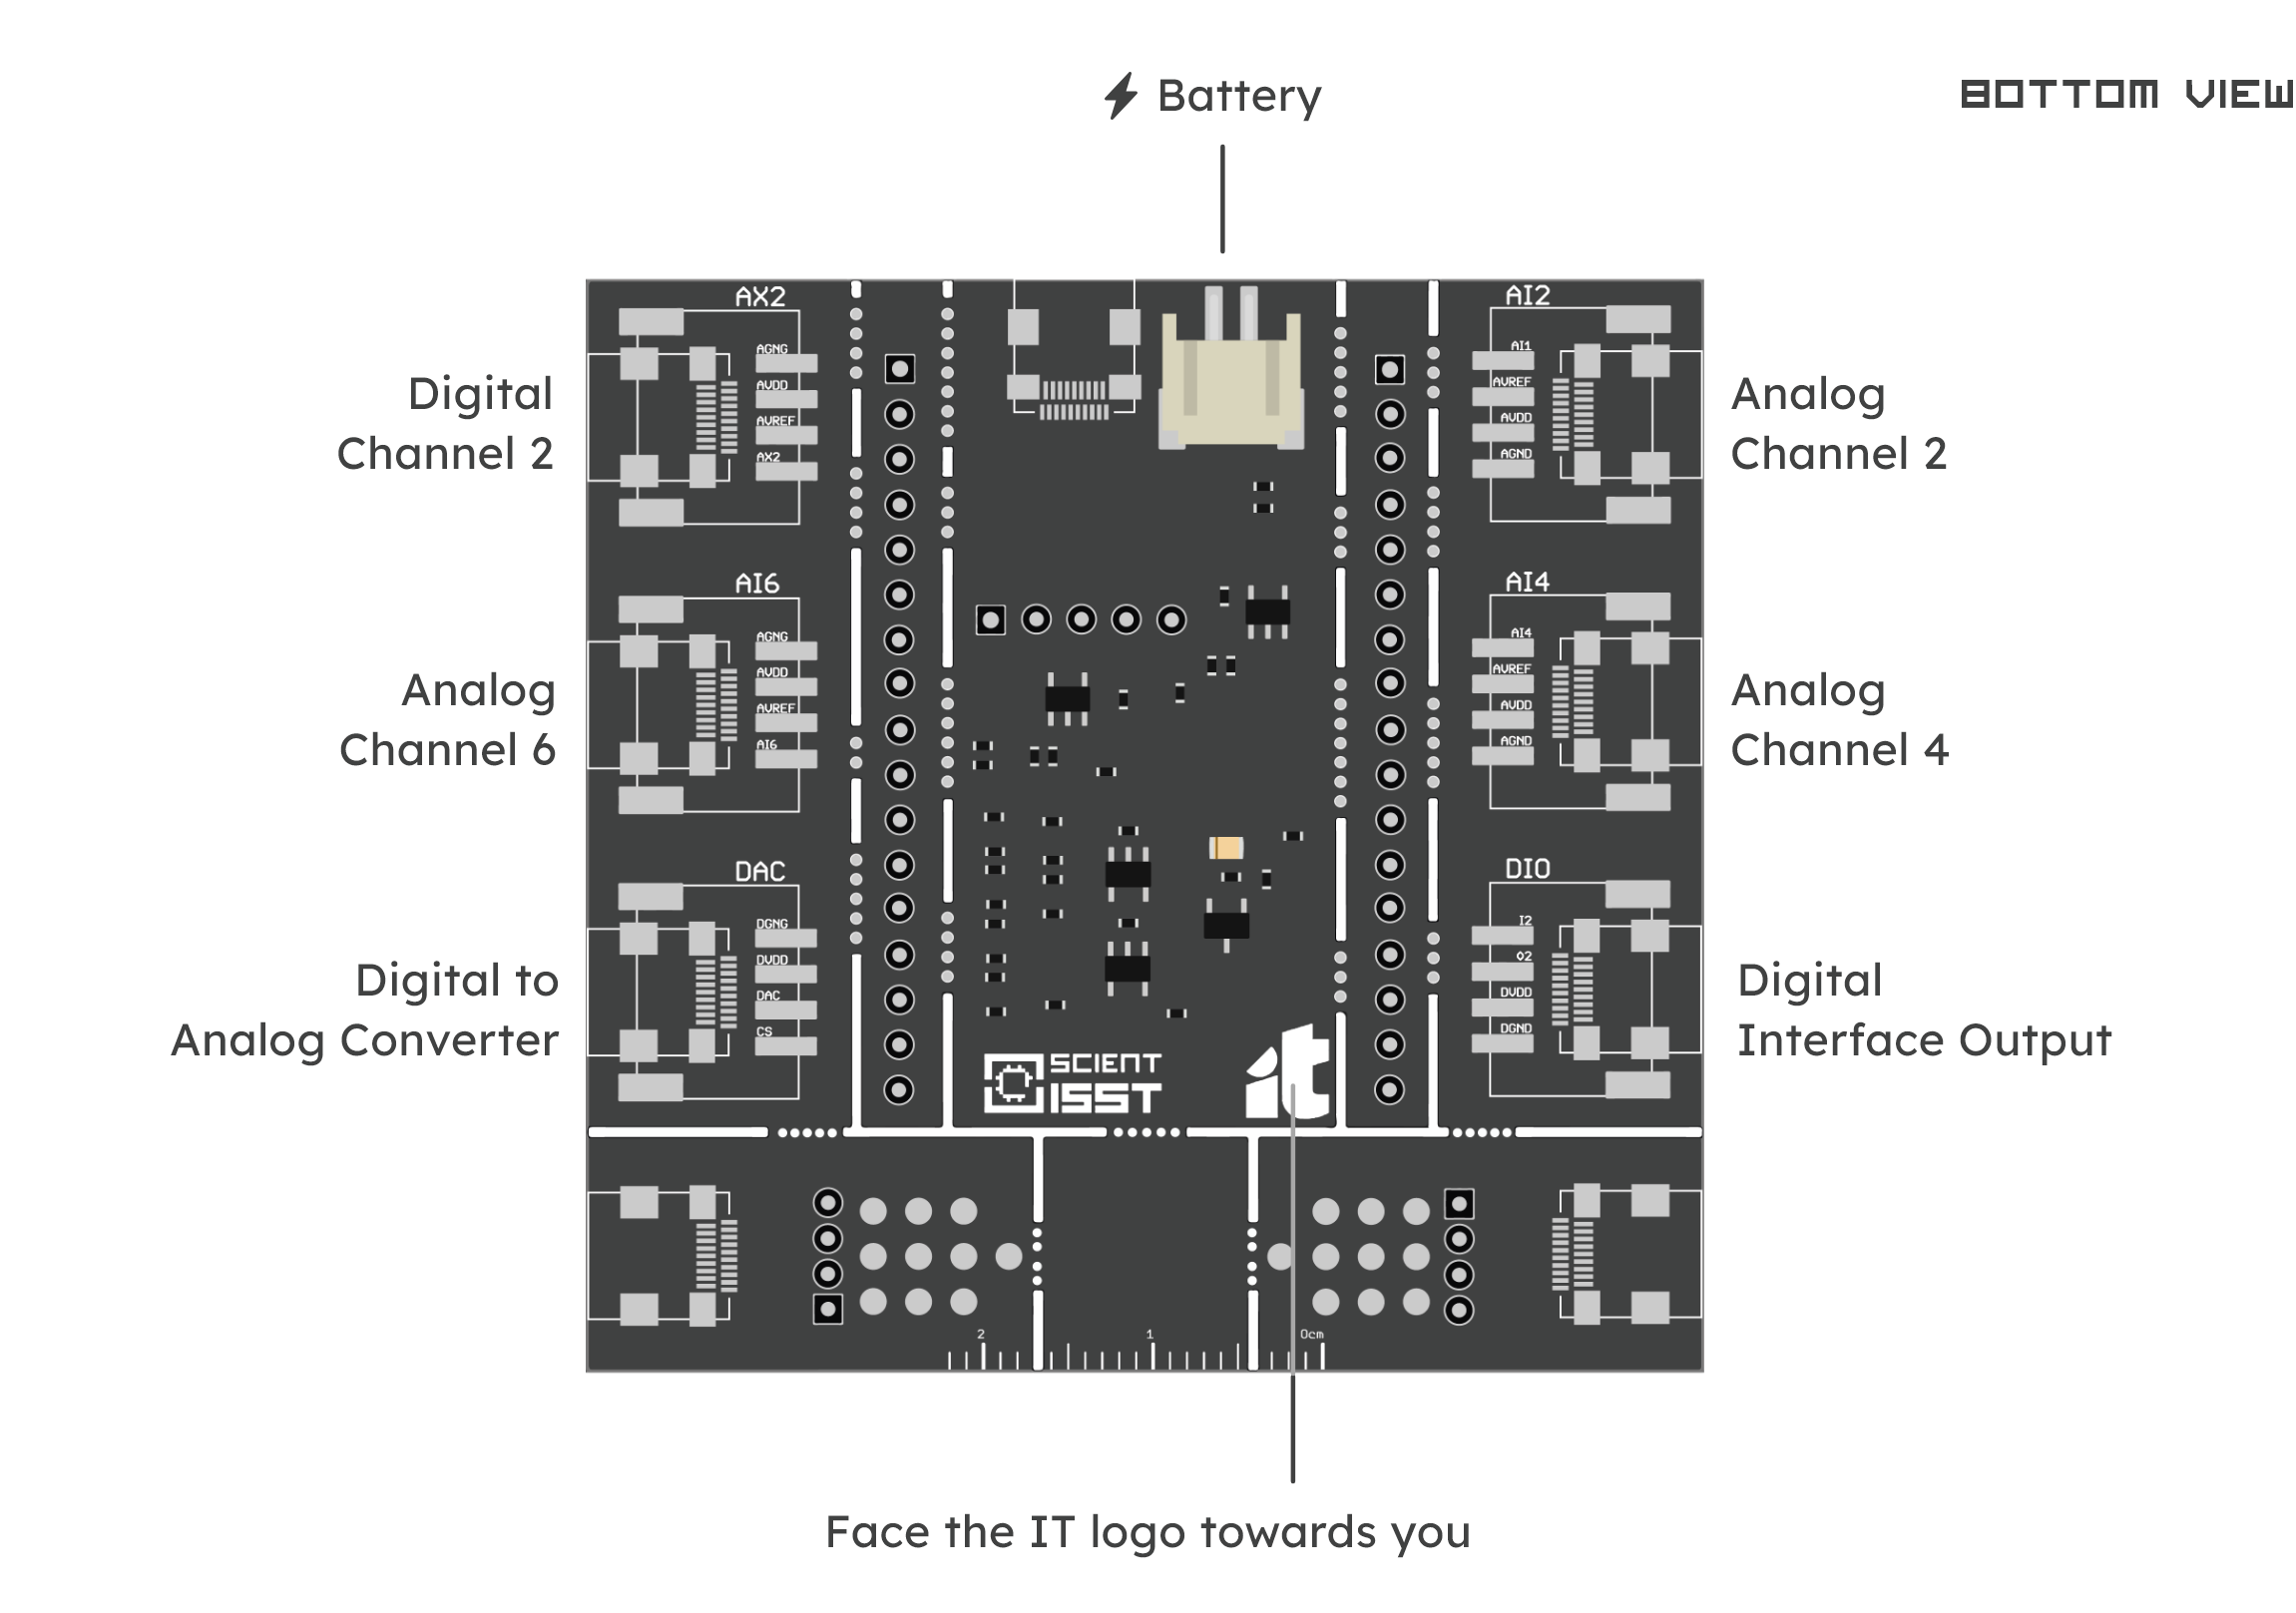 Battery
BOTTOM VIEW
AX2
AGNG
AVDD
AVREF
AX2
Digital
Channel 2
AI2
AI1
AVREF
AVDD
AGND
Analog
Channel 2
AI6
AGNG
AVDD
AVREF
AI6
Analog
Channel 6
AI4
AI4
AVREF
AVDD
AGND
Analog
Channel 4
DAC
DGNG
DVDD
DAC
CS
Digital to
Analog Converter
DIO
I2
O2
DVDD
DGND
Digital
Interface Output
SCIENT
ISST
it
2 1 0cm
Face the IT logo towards you